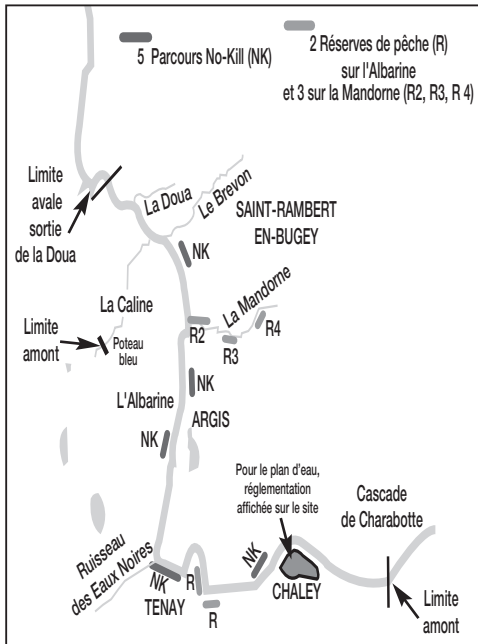 5 Parcours No-Kill (NK)
2 Réserves de pêche (R)
sur l'Albarine
et 3 sur la Mandorne (R2, R3, R 4)
Limite
avale
sortie
de la Doua
La Doua
Le Brevon
SAINT-RAMBERT
EN-BUGEY
NK
La Caline
La Mandorne
R2
R3
R4
Limite
amont
Poteau
bleu
NK
L'Albarine
ARGIS
NK
Pour le plan d'eau,
réglementation
affichée sur le site
Cascade
de Charabotte
Ruisseau
des Eaux Noires
NK
R
NK
TENAY
R
CHALEY
Limite
amont